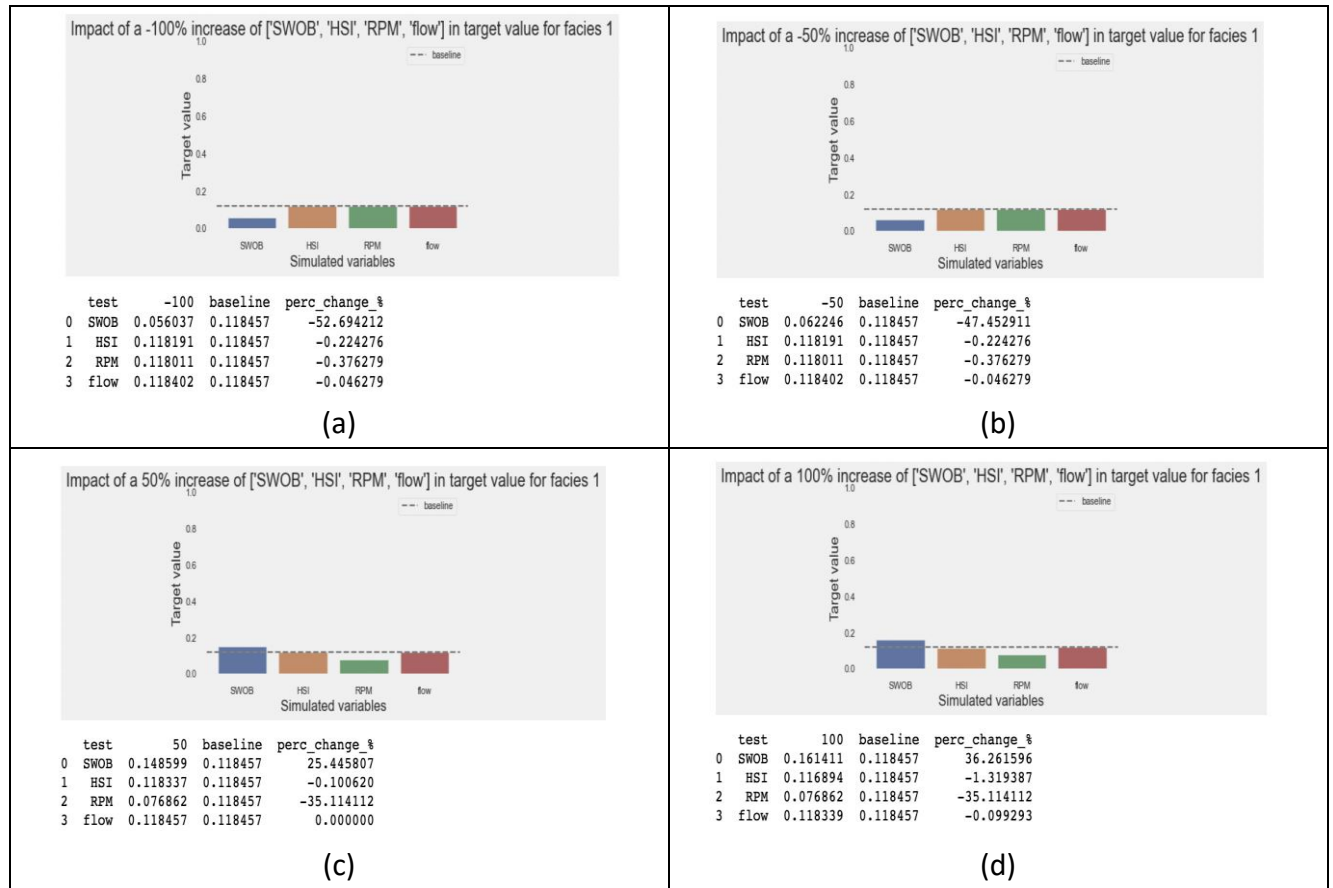 Impact of a -100% increase of ['SWOB', 'HSI', 'RPM', 'flow'] in target value for facies 1
1.0
baseline
0.8
0.6
0.4
0.2
0.0
Target value
SWOB HSI RPM flow
Simulated variables
test -100 baseline perc_change_%
0 SWOB 0.056037 0.118457 -52.694212
1 HSI 0.118191 0.118457 -0.224276
2 RPM 0.118011 0.118457 -0.376279
3 flow 0.118402 0.118457 -0.046279
(a)
Impact of a -50% increase of ['SWOB', 'HSI', 'RPM', 'flow'] in target value for facies 1
1.0
baseline
0.8
0.6
0.4
0.2
0.0
Target value
SWOB HSI RPM flow
Simulated variables
test -50 baseline perc_change_%
0 SWOB 0.062246 0.118457 -47.452911
1 HSI 0.118191 0.118457 -0.224276
2 RPM 0.118011 0.118457 -0.376279
3 flow 0.118402 0.118457 -0.046279
(b)
Impact of a 50% increase of ['SWOB', 'HSI', 'RPM', 'flow'] in target value for facies 1
1.0
baseline
0.8
0.6
0.4
0.2
0.0
Target value
SWOB HSI RPM flow
Simulated variables
test 50 baseline perc_change_%
0 SWOB 0.148599 0.118457 25.445807
1 HSI 0.118337 0.118457 -0.100620
2 RPM 0.076862 0.118457 -35.114112
3 flow 0.118457 0.118457 0.000000
(c)
Impact of a 100% increase of ['SWOB', 'HSI', 'RPM', 'flow'] in target value for facies 1
1.0
baseline
0.8
0.6
0.4
0.2
0.0
Target value
SWOB HSI RPM flow
Simulated variables
test 100 baseline perc_change_%
0 SWOB 0.161411 0.118457 36.261596
1 HSI 0.116894 0.118457 -1.319387
2 RPM 0.076862 0.118457 -35.114112
3 flow 0.118339 0.118457 -0.099293
(d)